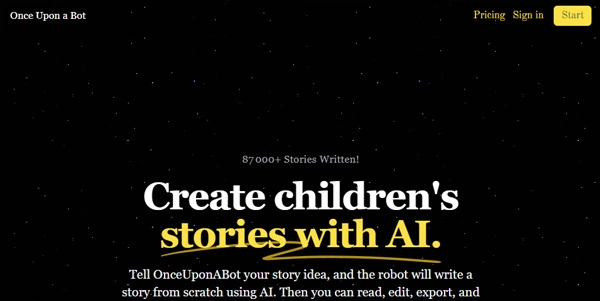 Once Upon a Bot
Pricing Sign in Start
87 000+ Stories Written!
Create children's
stories with AI.
Tell OnceUponABot your story idea, and the robot will write a
story from scratch using AI. Then you can read, edit, export, and